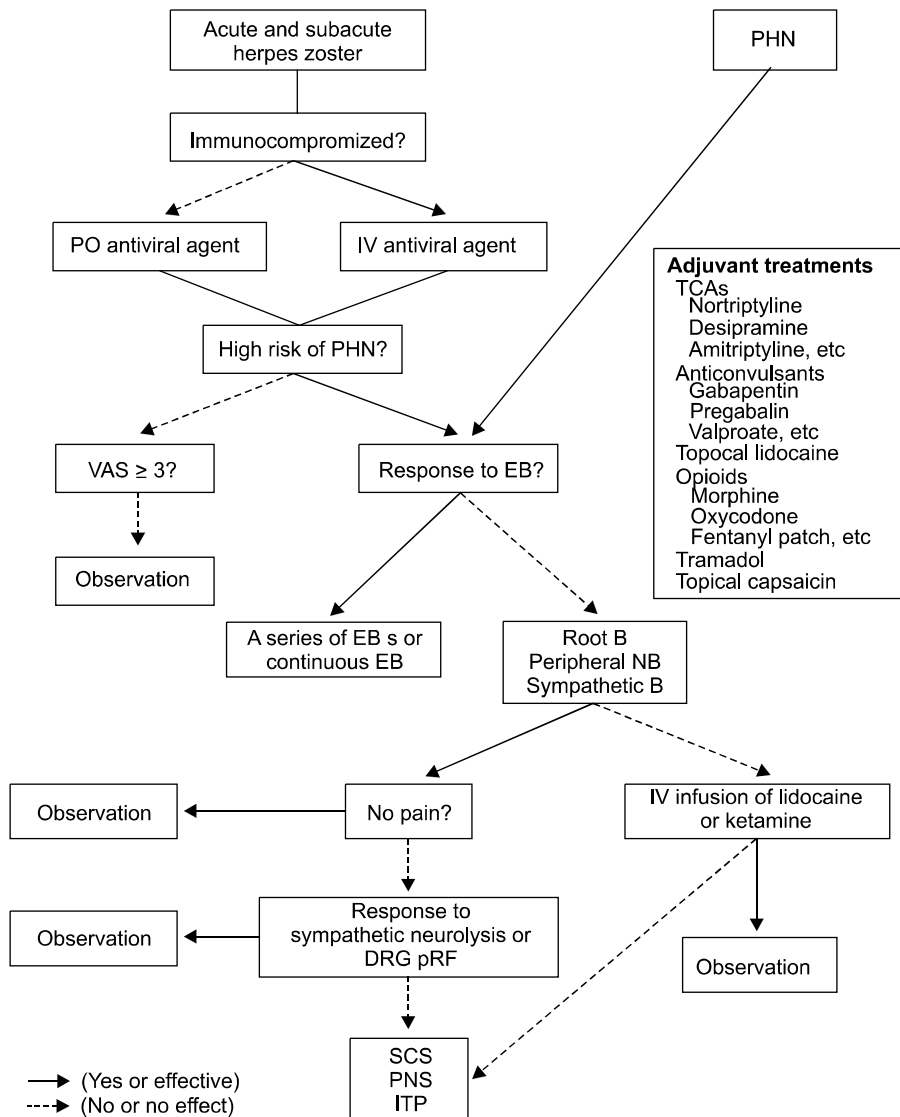 Acute and subacute
herpes zoster
PHN
Immunocompromized?
PO antiviral agent
IV antiviral agent
High risk of PHN?
Adjuvant treatments
TCAs
Nortriptyline
Desipramine
Amitriptyline, etc
Anticonvulsants
Gabapentin
Pregabalin
Valproate, etc
Topocal lidocaine
Opioids
Morphine
Oxycodone
Fentanyl patch, etc
Tramadol
Topical capsaicin
VAS ≥ 3?
Response to EB?
Observation
A series of EB s or
continuous EB
Root B
Peripheral NB
Sympathetic B
Observation
No pain?
IV infusion of lidocaine
or ketamine
Observation
Response to
sympathetic neurolysis or
DRG pRF
Observation
SCS
PNS
ITP
(Yes or effective)
(No or no effect)